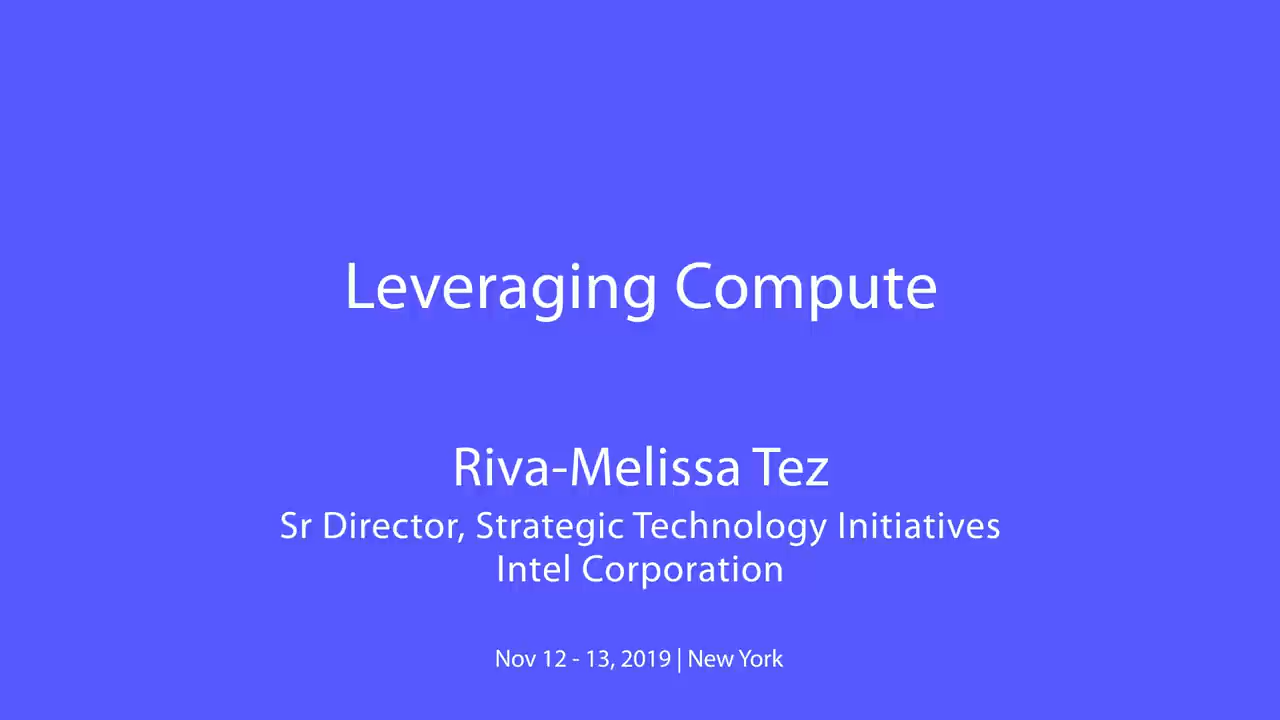 Leveraging Compute
Riva-Melissa Tez
Sr Director, Strategic Technology Initiatives
Intel Corporation
Nov 12 - 13, 2019 | New York